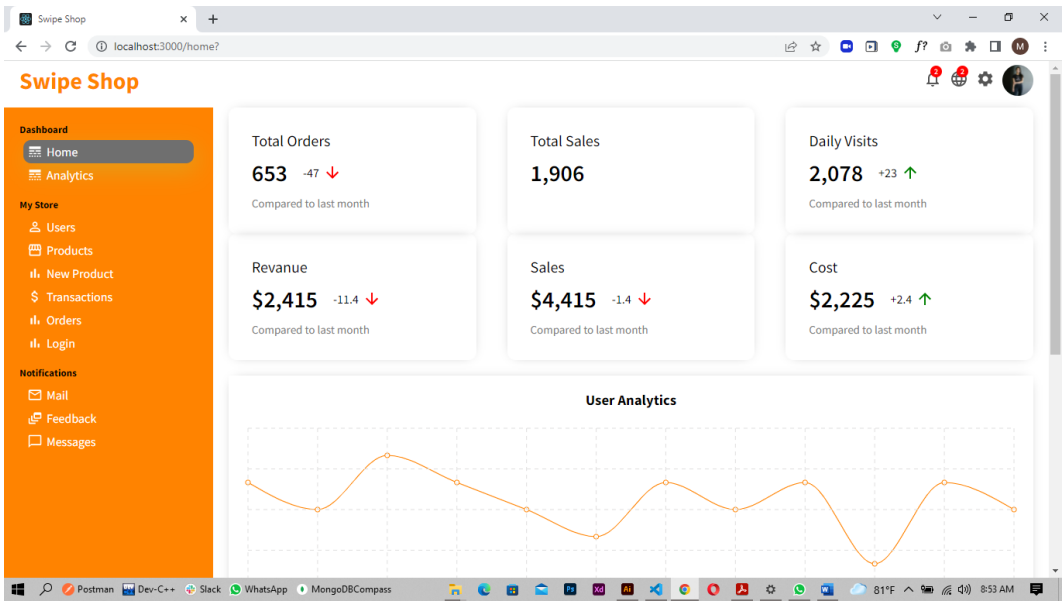 Swipe Shop
localhost:3000/home?
f?
M
Swipe Shop
2
2
Dashboard
Home
Analytics
My Store
Users
Products
New Product
Transactions
Orders
Login
Notifications
Mail
Feedback
Messages
Total Orders
653 -47
Compared to last month
Total Sales
1,906
Daily Visits
2,078 +23
Compared to last month
Revanue
$2,415 -11.4
Compared to last month
Sales
$4,415 -1.4
Compared to last month
Cost
$2,225 +2.4
Compared to last month
User Analytics
Postman Dev-C++ Slack WhatsApp MongoDBCompass
Ps Xd Ai
81°F 8:53 AM